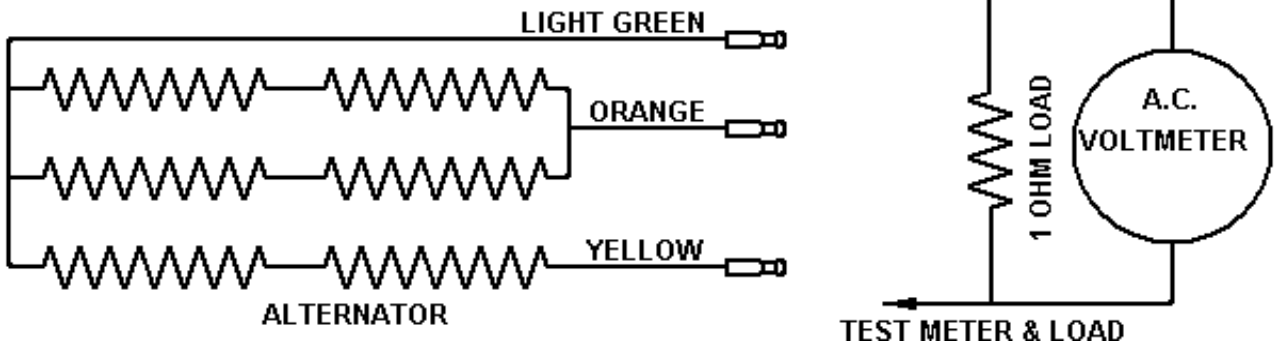 LIGHT GREEN
ORANGE
YELLOW
ALTERNATOR
1 OHM LOAD
A.C.
VOLTMETER
TEST METER & LOAD